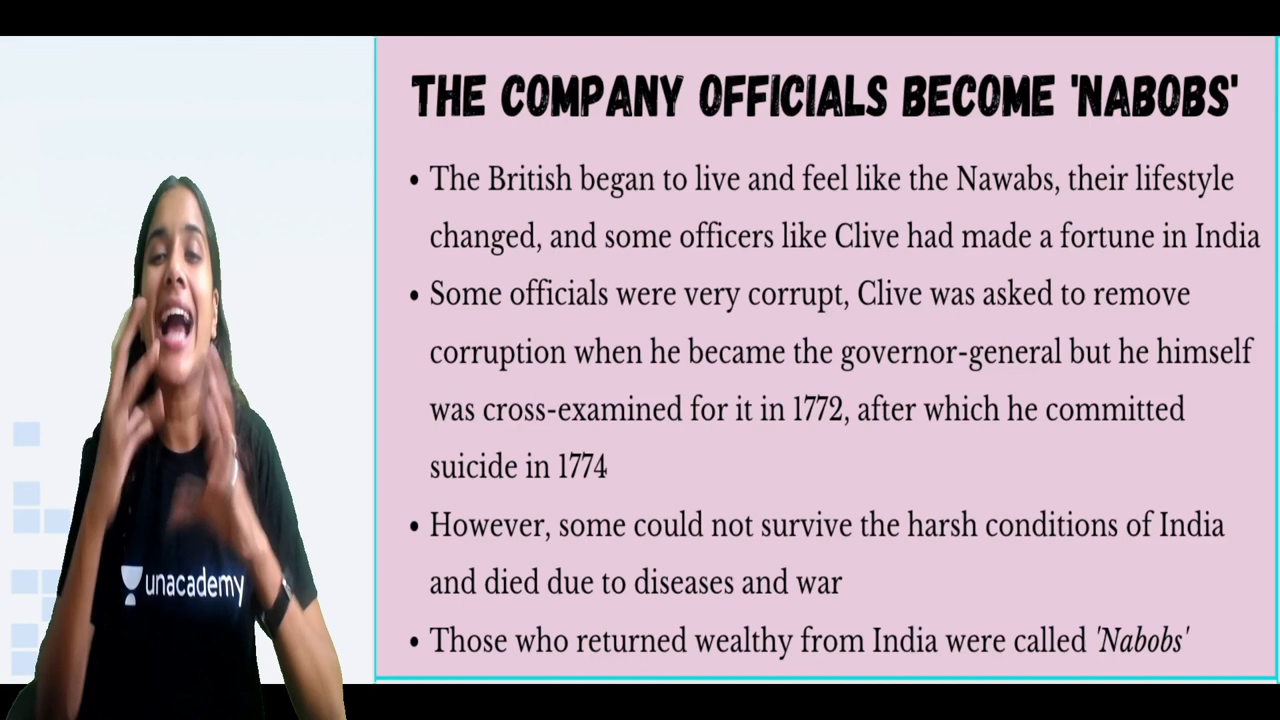 THE COMPANY OFFICIALS BECOME 'NABOBS'
• The British began to live and feel like the Nawabs, their lifestyle
changed, and some officers like Clive had made a fortune in India
• Some officials were very corrupt, Clive was asked to remove
corruption when he became the governor-general but he himself
was cross-examined for it in 1772, after which he committed
suicide in 1774
• However, some could not survive the harsh conditions of India
and died due to diseases and war
• Those who returned wealthy from India were called 'Nabobs'
unacademy